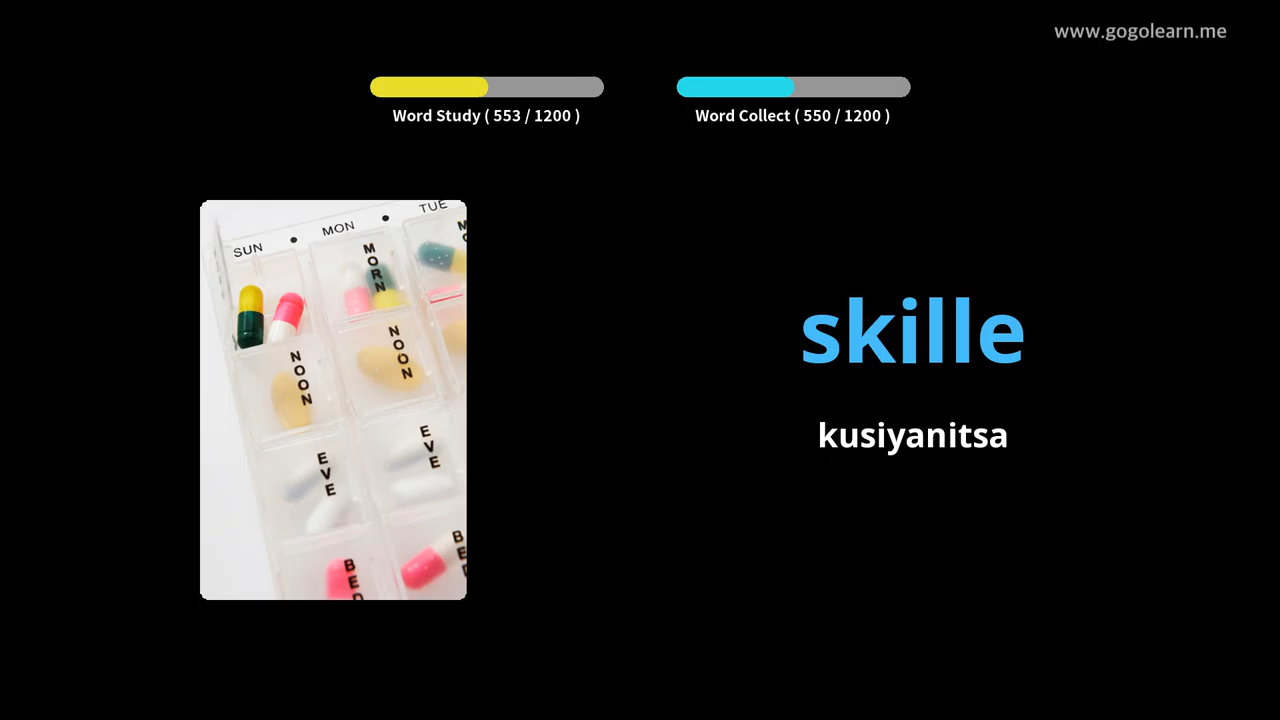 www.gogolearn.me
Word Study ( 553 / 1200 )
Word Collect ( 550 / 1200 )
SUN • MON • TUE
MORN
NOON
NOON
EVE
EVE
BED
skille
kusiyanitsa